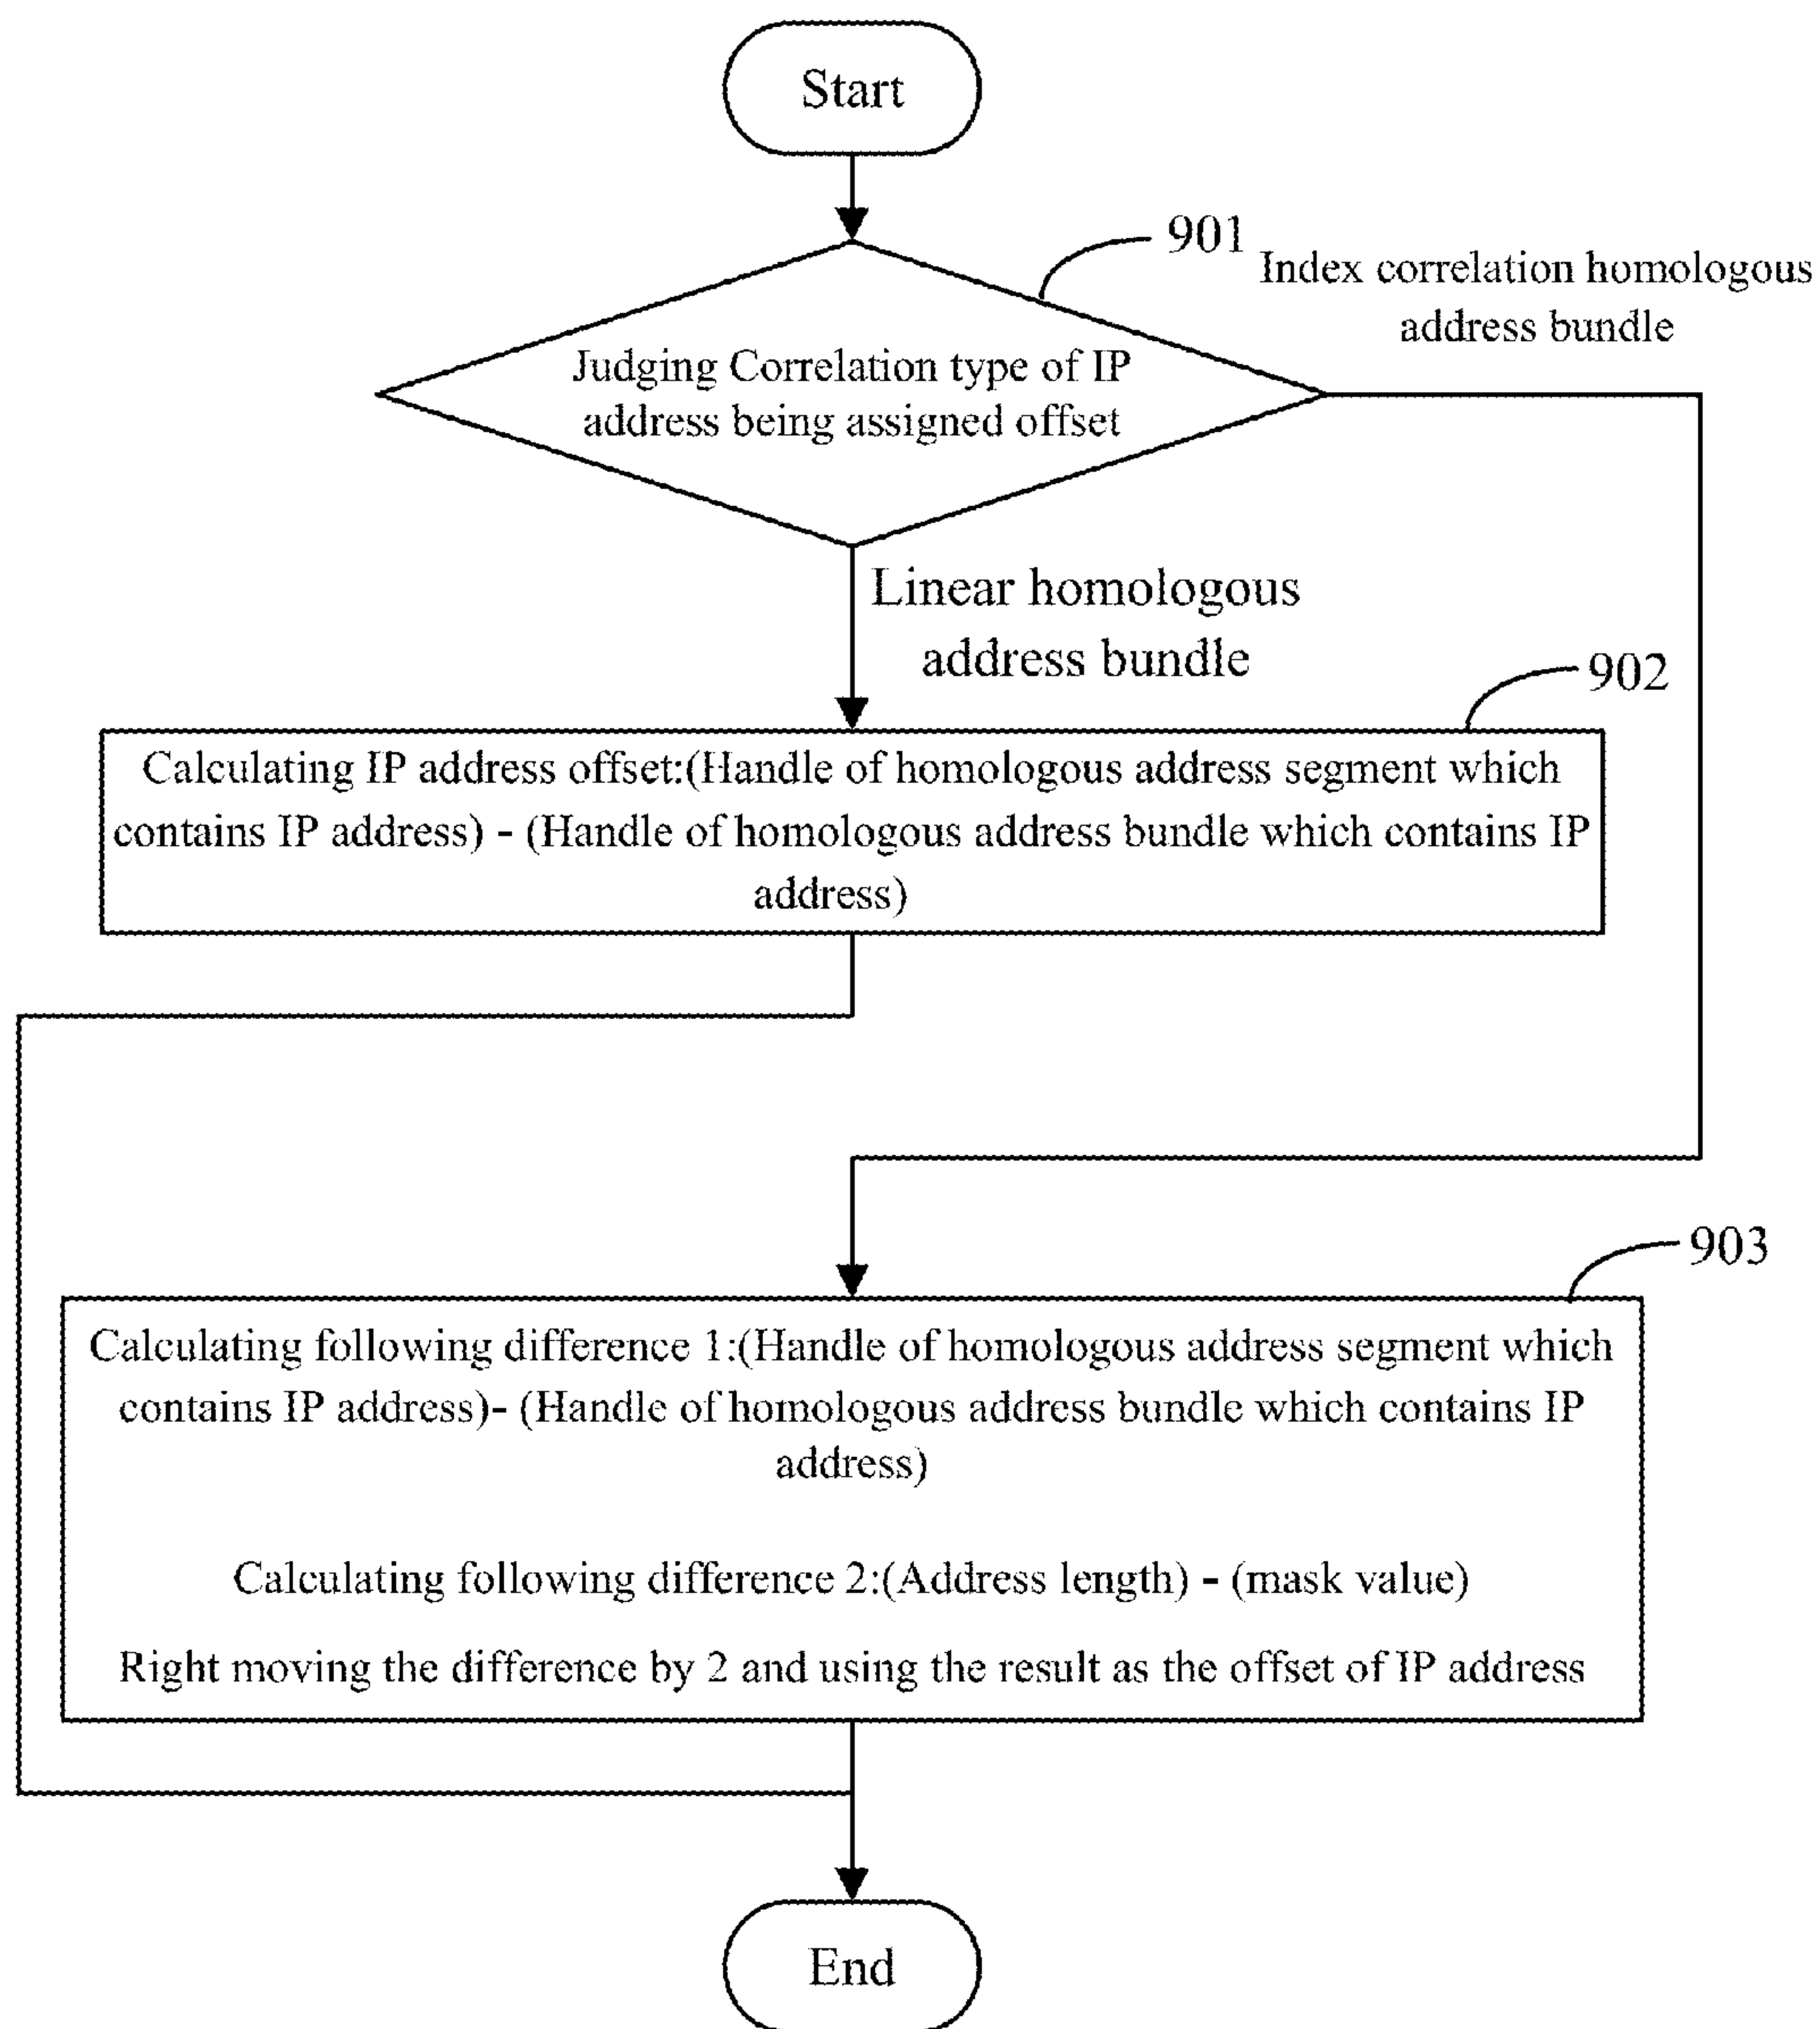 Start
901
Index correlation homologous
address bundle
Judging Correlation type of IP
address being assigned offset
Linear homologous
address bundle
902
Calculating IP address offset:(Handle of homologous address segment which
contains IP address) - (Handle of homologous address bundle which contains IP
address)
903
Calculating following difference 1:(Handle of homologous address segment which
contains IP address)- (Handle of homologous address bundle which contains IP
address)
Calculating following difference 2:(Address length) - (mask value)
Right moving the difference by 2 and using the result as the offset of IP address
End